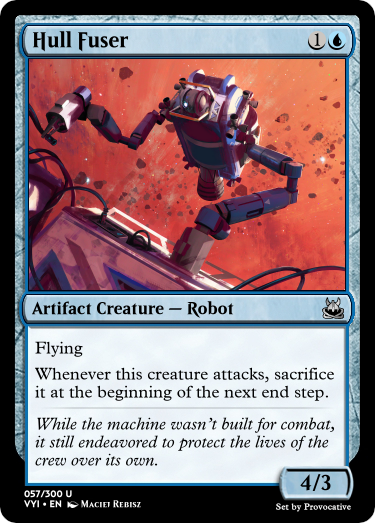 Hull Fuser 1
Artifact Creature — Robot
Flying
Whenever this creature attacks, sacrifice
it at the beginning of the next end step.
While the machine wasn't built for combat,
it still endeavored to protect the lives of the
crew over its own.
4/3
057/300 U
VYI • EN Maciej Rebisz
Set by Provocative